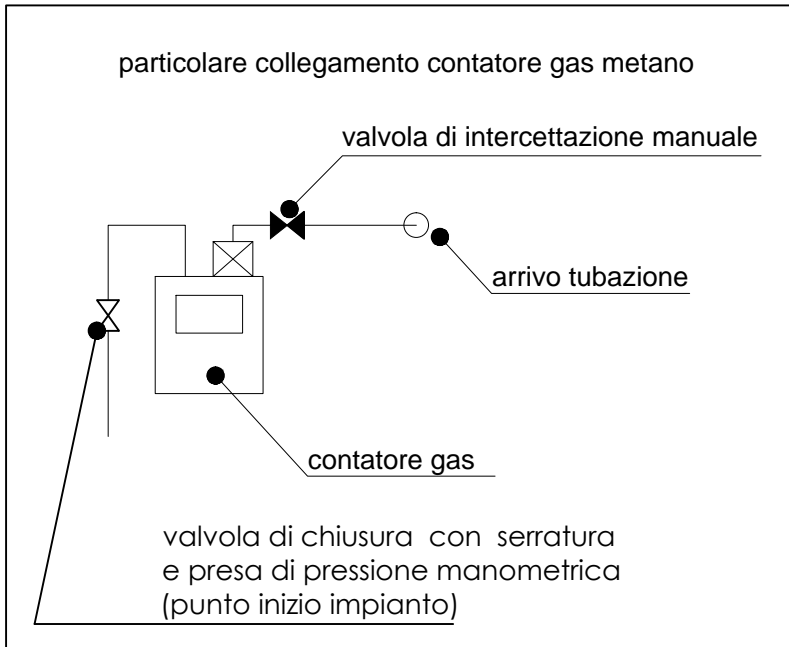 particolare collegamento contatore gas metano
valvola di intercettazione manuale
arrivo tubazione
contatore gas
valvola di chiusura con serratura
e presa di pressione manometrica
(punto inizio impianto)